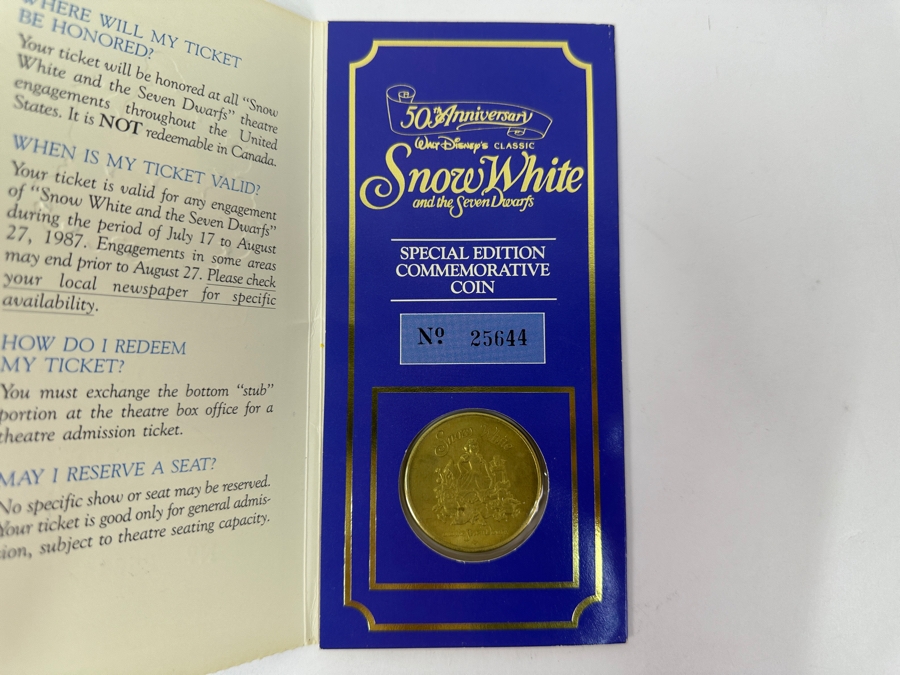 WHERE WILL MY TICKET
BE HONORED?
Your ticket will be honored at all “Snow
White and the Seven Dwarfs” theatre
engagements throughout the United
States. It is NOT redeemable in Canada.
WHEN IS MY TICKET VALID?
Your ticket is valid for any engagement
of “Snow White and the Seven Dwarfs”
during the period of July 17 to August
27, 1987. Engagements in some areas
may end prior to August 27. Please check
your local newspaper for specific
availability.
HOW DO I REDEEM
MY TICKET?
You must exchange the bottom “stub”
portion at the theatre box office for a
theatre admission ticket.
MAY I RESERVE A SEAT?
No specific show or seat may be reserved.
Your ticket is good only for general admis-
sion, subject to theatre seating capacity.
50th Anniversary
WALT DISNEY'S CLASSIC
Snow White
and the Seven Dwarfs
SPECIAL EDITION
COMMEMORATIVE
COIN
Nº 25644
Snow White